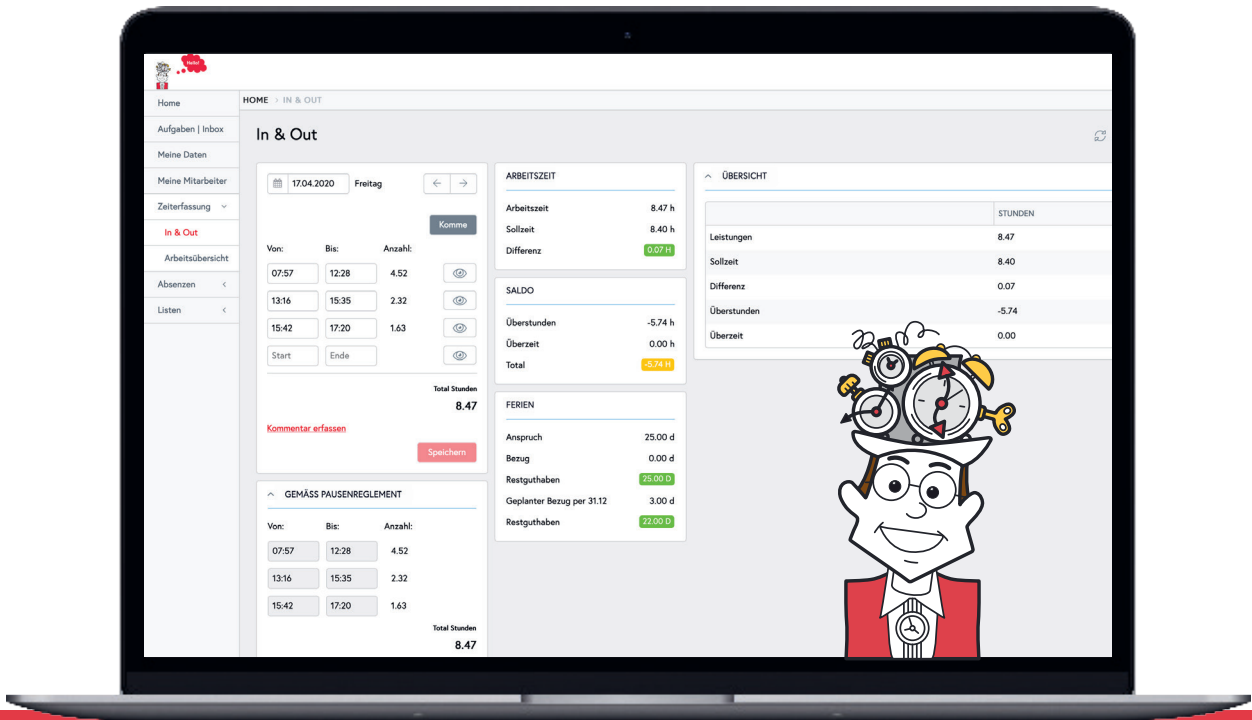 Hello!
Home
Aufgaben | Inbox
Meine Daten
Meine Mitarbeiter
Zeiterfassung
In & Out
Arbeitsübersicht
Absenzen
Listen
HOME > IN & OUT
In & Out
17.04.2020 Freitag
Komme
Von: Bis: Anzahl:
07:57 12:28 4.52
13:16 15:35 2.32
15:42 17:20 1.63
Start Ende
Total Stunden
8.47
Kommentar erfassen
Speichern
GEMÄSS PAUSENREGLEMENT
Von: Bis: Anzahl:
07:57 12:28 4.52
13:16 15:35 2.32
15:42 17:20 1.63
Total Stunden
8.47
ARBEITSZEIT
Arbeitszeit 8.47 h
Sollzeit 8.40 h
Differenz 0.07 H
SALDO
Überstunden -5.74 h
Überzeit 0.00 h
Total -5.74 H
FERIEN
Anspruch 25.00 d
Bezug 0.00 d
Restguthaben 25.00 D
Geplanter Bezug per 31.12 3.00 d
Restguthaben 22.00 D
ÜBERSICHT
STUNDEN
Leistungen 8.47
Sollzeit 8.40
Differenz 0.07
Überstunden -5.74
Überzeit 0.00